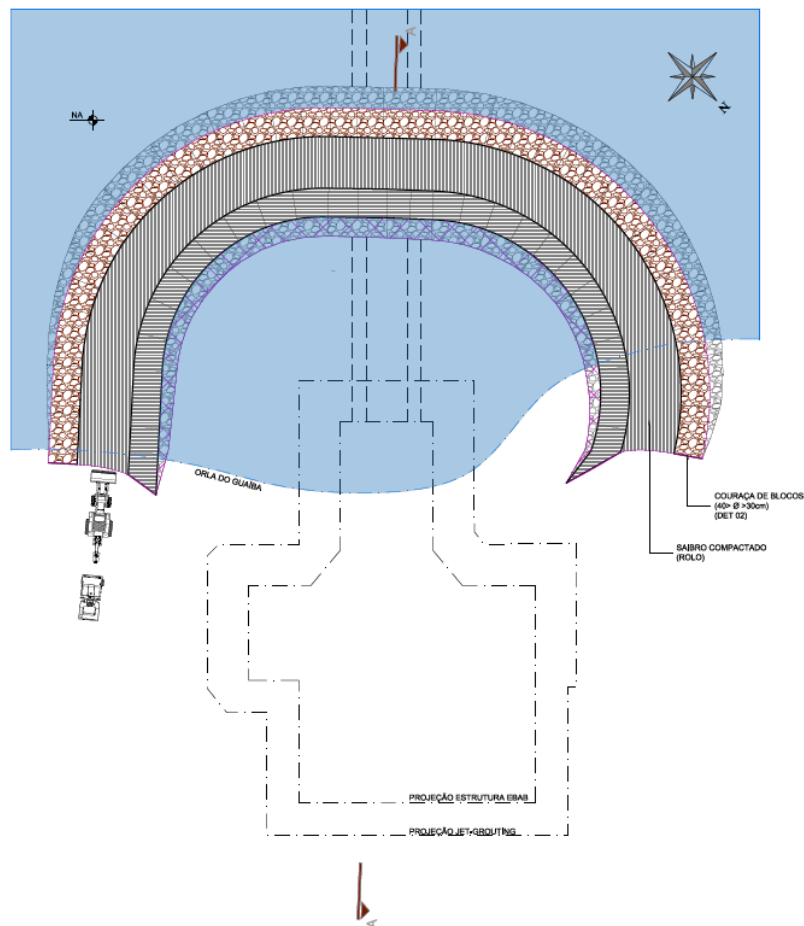 A
NA
N
ORLA DO GUAÍBA
COURAÇA DE BLOCOS
(40> Ø >30cm)
(DET 02)
SAIBRO COMPACTADO
(ROLO)
PROJEÇÃO ESTRUTURA EBAB
PROJEÇÃO JET-GROUTING
A